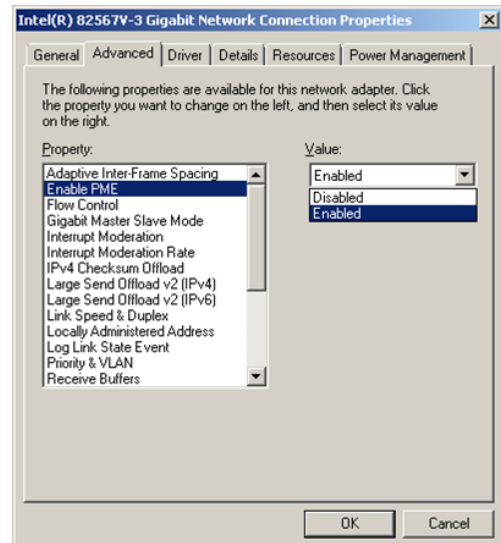 Intel(R) 82567V-3 Gigabit Network Connection Properties
General Advanced Driver Details Resources Power Management
The following properties are available for this network adapter. Click
the property you want to change on the left, and then select its value
on the right.
Property:
Adaptive Inter-Frame Spacing
Enable PME
Flow Control
Gigabit Master Slave Mode
Interrupt Moderation
Interrupt Moderation Rate
IPv4 Checksum Offload
Large Send Offload v2 (IPv4)
Large Send Offload v2 (IPv6)
Link Speed & Duplex
Locally Administered Address
Log Link State Event
Priority & VLAN
Receive Buffers
Value:
Enabled
Disabled
Enabled
OK Cancel